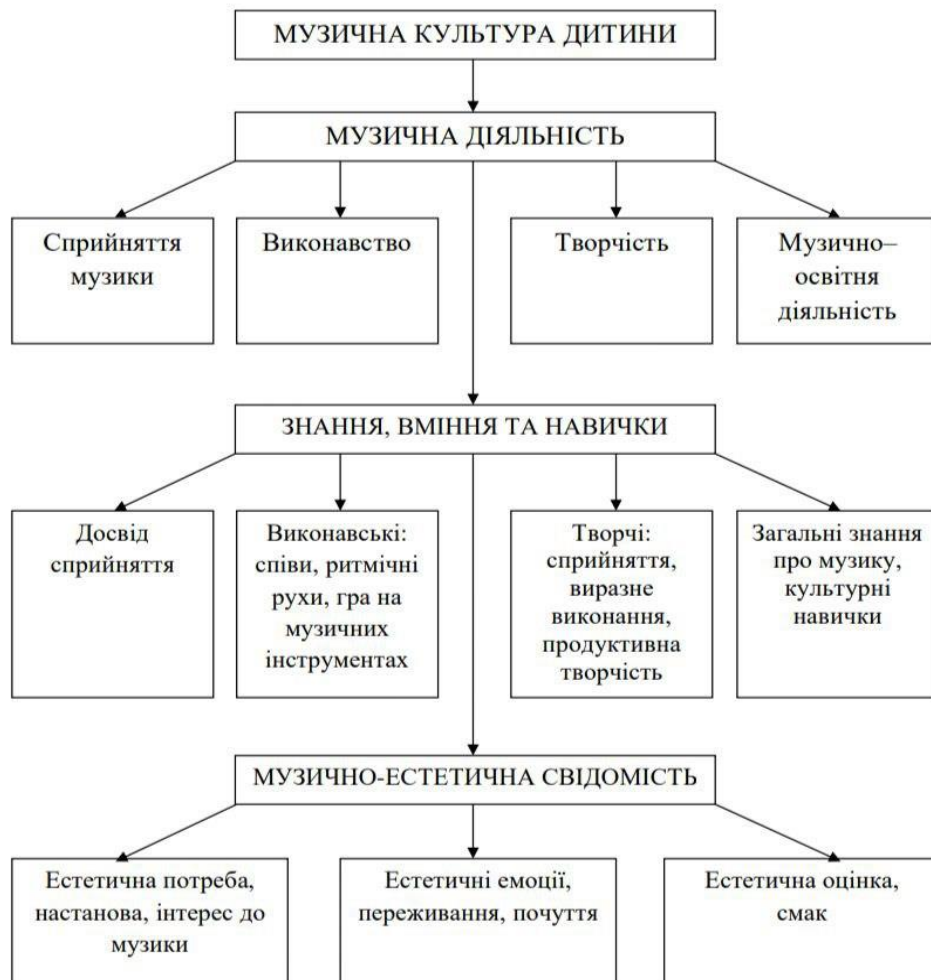 МУЗИЧНА КУЛЬТУРА ДИТИНИ
МУЗИЧНА ДІЯЛЬНІСТЬ
Сприйняття
музики
Виконавство
Творчість
Музично–
освітня
діяльність
ЗНАННЯ, ВМІННЯ ТА НАВИЧКИ
Досвід
сприйняття
Виконавські:
співи, ритмічні
рухи, гра на
музичних
інструментах
Творчі:
сприйняття,
виразне
виконання,
продуктивна
творчість
Загальні знання
про музику,
культурні
навички
МУЗИЧНО-ЕСТЕТИЧНА СВІДОМІСТЬ
Естетична потреба,
настанова, інтерес до
музики
Естетичні емоції,
переживання, почуття
Естетична оцінка,
смак